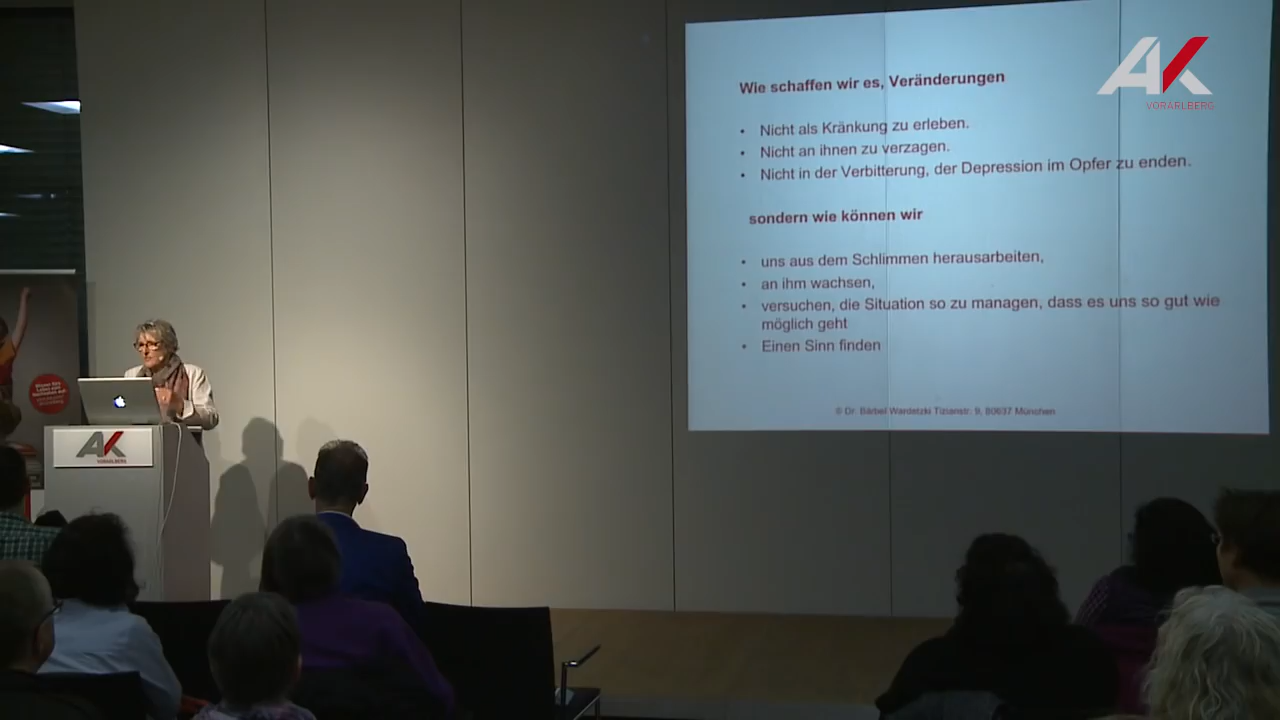 AK
VORARLBERG
Wie schaffen wir es, Veränderungen
• Nicht als Kränkung zu erleben.
• Nicht an ihnen zu verzagen.
• Nicht in der Verbitterung, der Depression im Opfer zu enden.
sondern wie können wir
• uns aus dem Schlimmen herausarbeiten,
• an ihm wachsen,
• versuchen, die Situation so zu managen, dass es uns so gut wie
möglich geht
• Einen Sinn finden
© Dr. Bärbel Wardetzki Tizianstr. 9, 80637 München
AK
VORARLBERG